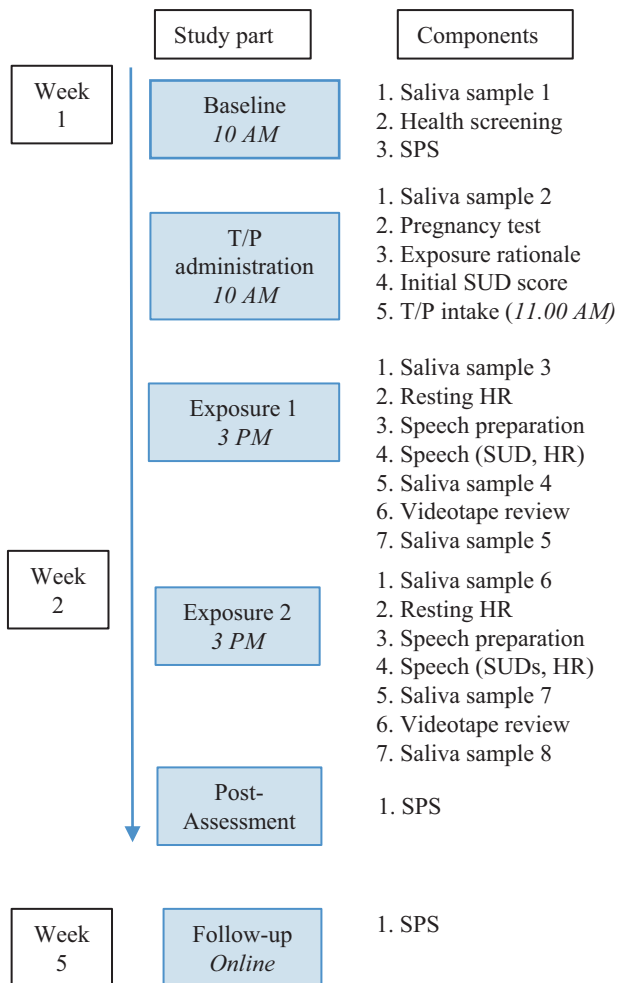 Study part
Components
Week
1
Baseline
10 AM
1. Saliva sample 1
2. Health screening
3. SPS
T/P
administration
10 AM
1. Saliva sample 2
2. Pregnancy test
3. Exposure rationale
4. Initial SUD score
5. T/P intake (11.00 AM)
Exposure 1
3 PM
1. Saliva sample 3
2. Resting HR
3. Speech preparation
4. Speech (SUD, HR)
5. Saliva sample 4
6. Videotape review
7. Saliva sample 5
Week
2
Exposure 2
3 PM
1. Saliva sample 6
2. Resting HR
3. Speech preparation
4. Speech (SUDs, HR)
5. Saliva sample 7
6. Videotape review
7. Saliva sample 8
Post-
Assessment
1. SPS
Week
5
Follow-up
Online
1. SPS